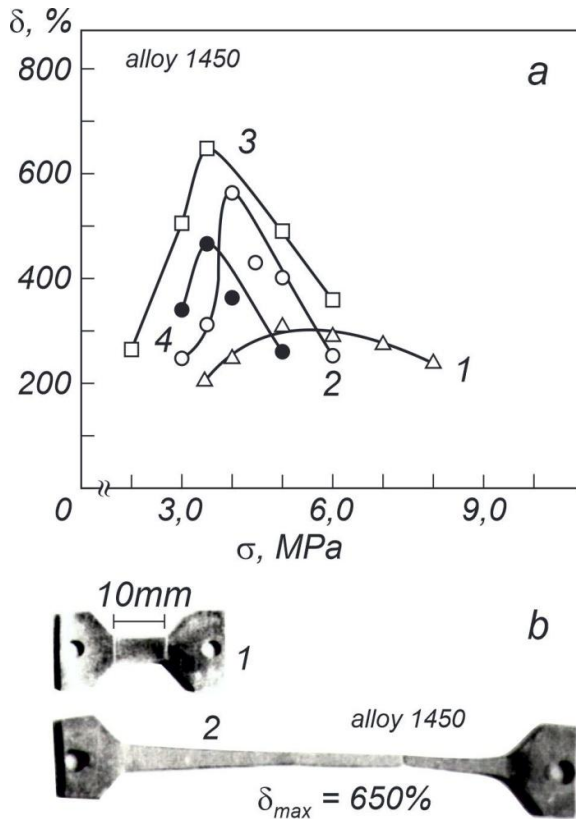 δ, %
alloy 1450
a
800
600
400
200
0
3
4
2
1
3,0
6,0
9,0
σ, MPa
10mm
b
1
2
alloy 1450
δmax = 650%